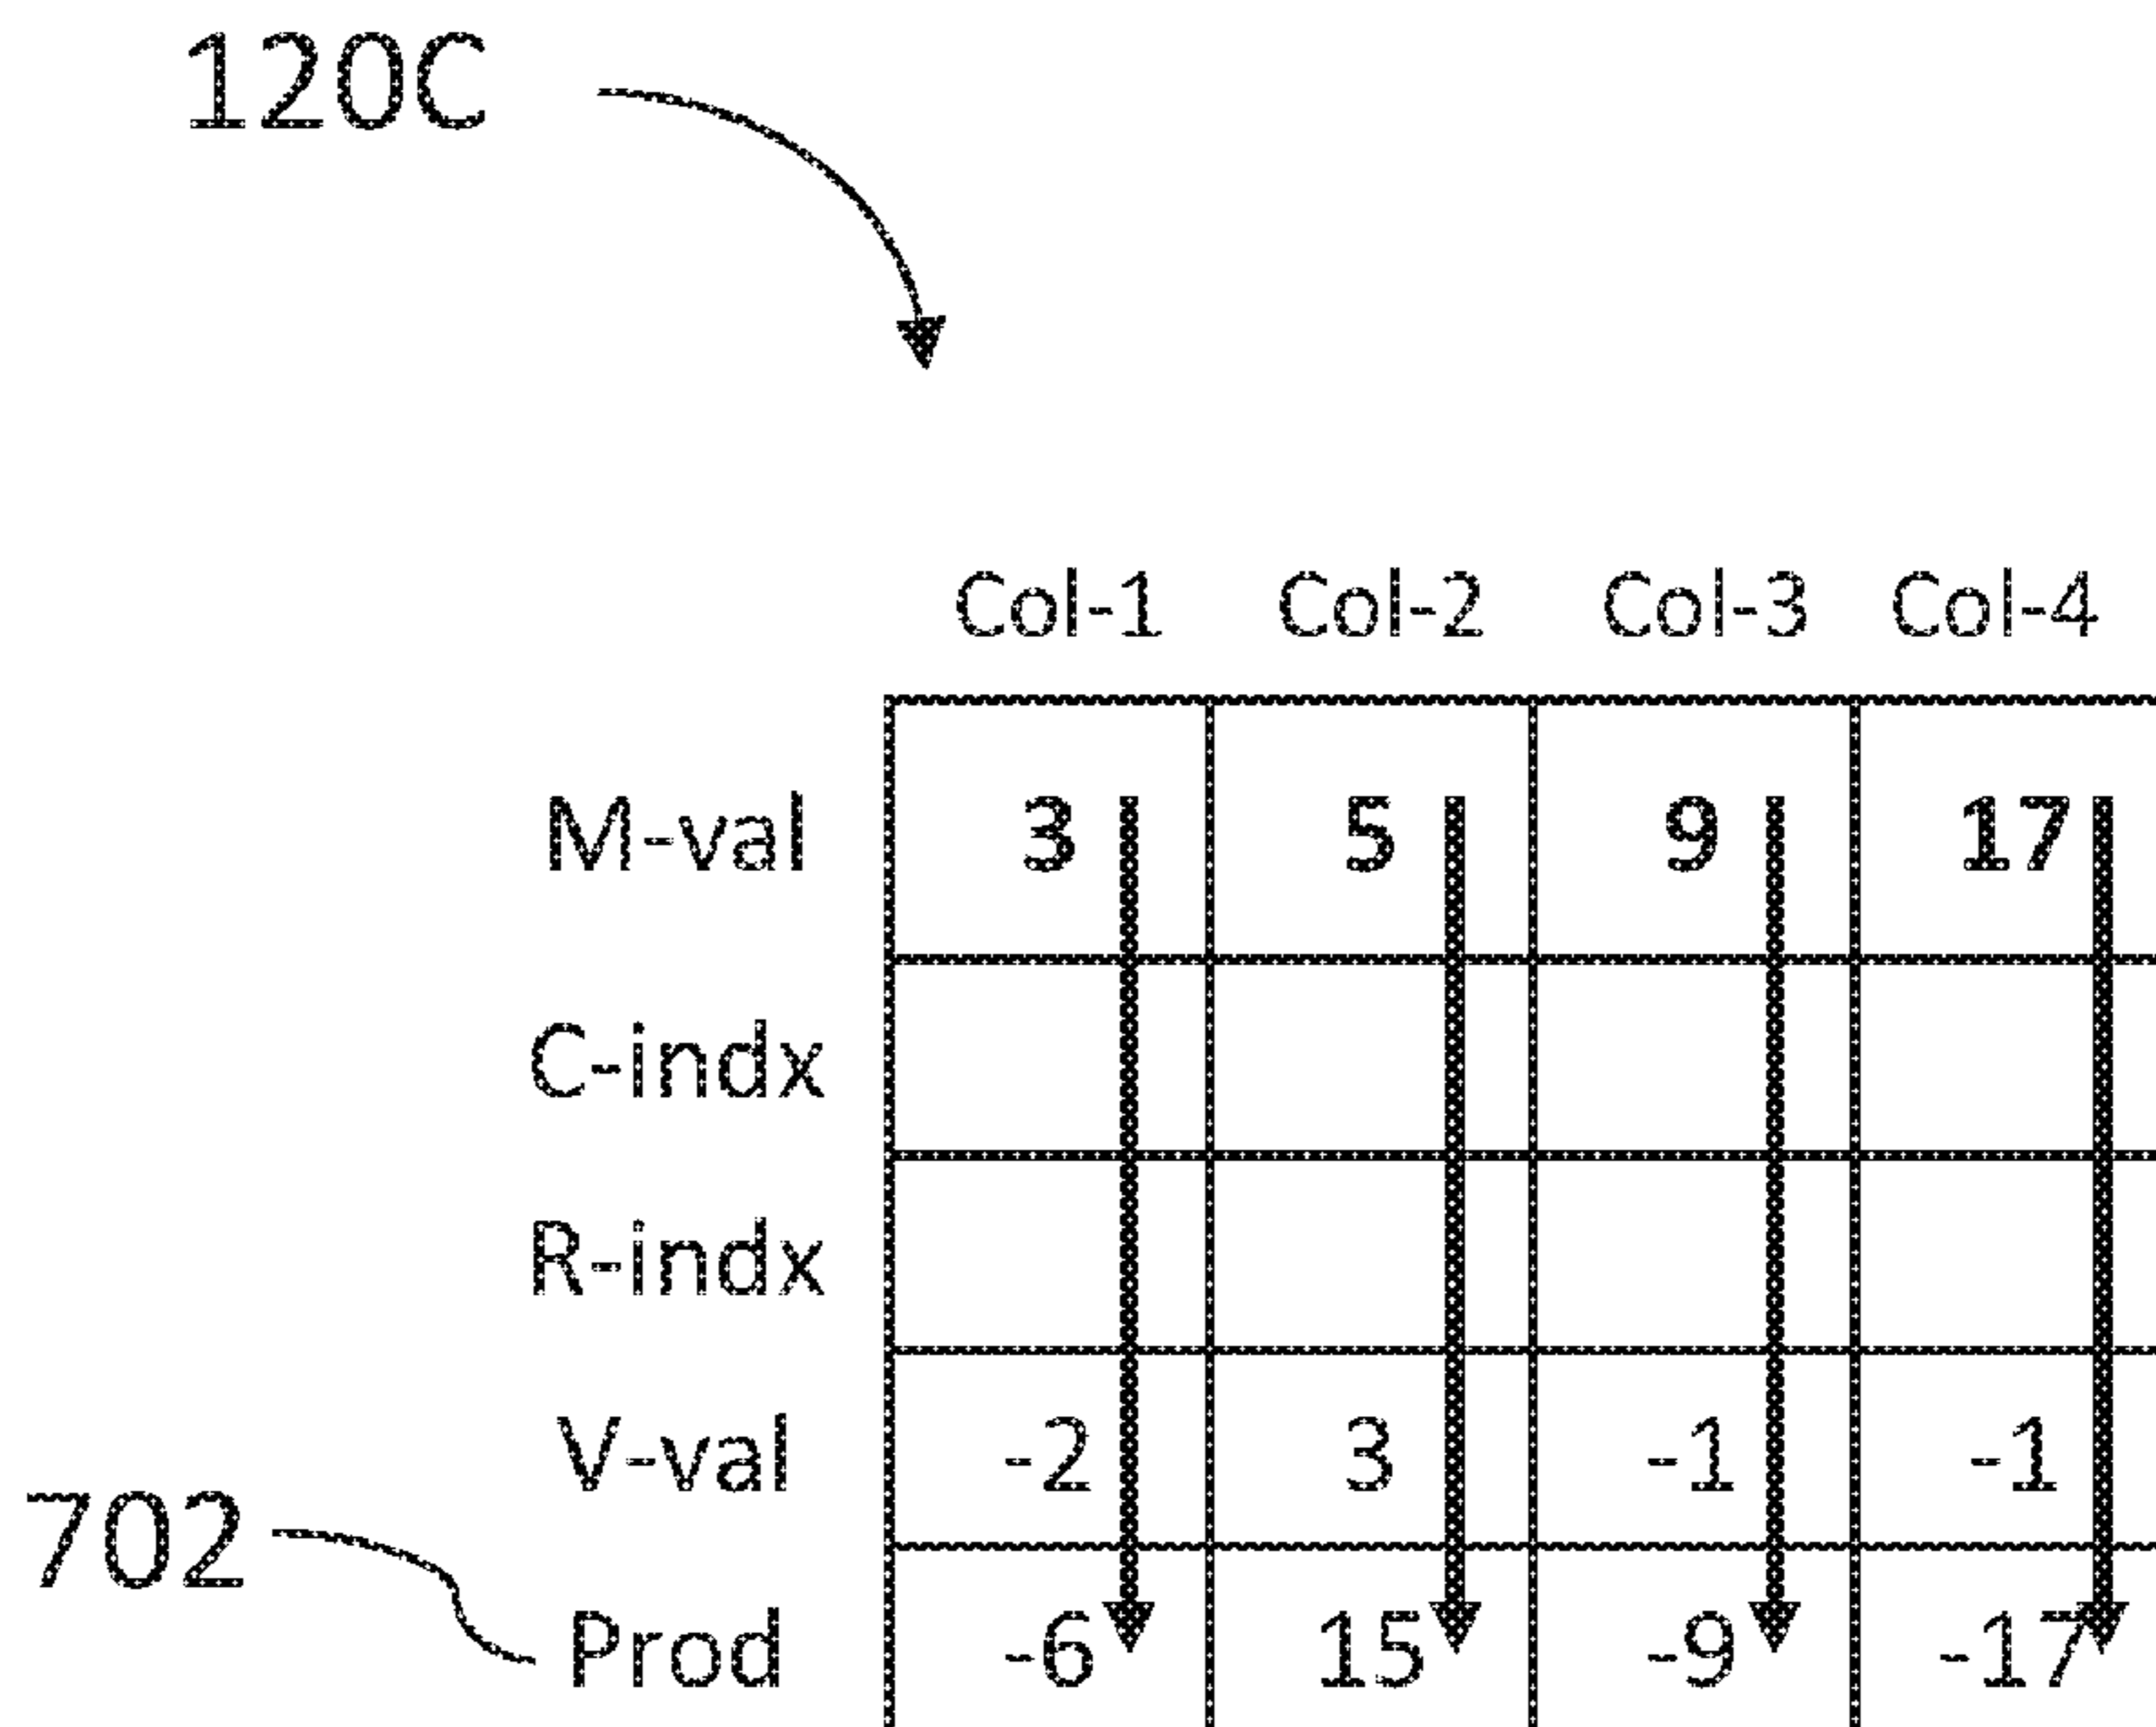 120C
Col-1 Col-2 Col-3 Col-4
M-val 3 5 9 17
C-indx
R-indx
V-val -2 3 -1 -1
702
Prod -6 15 -9 -17